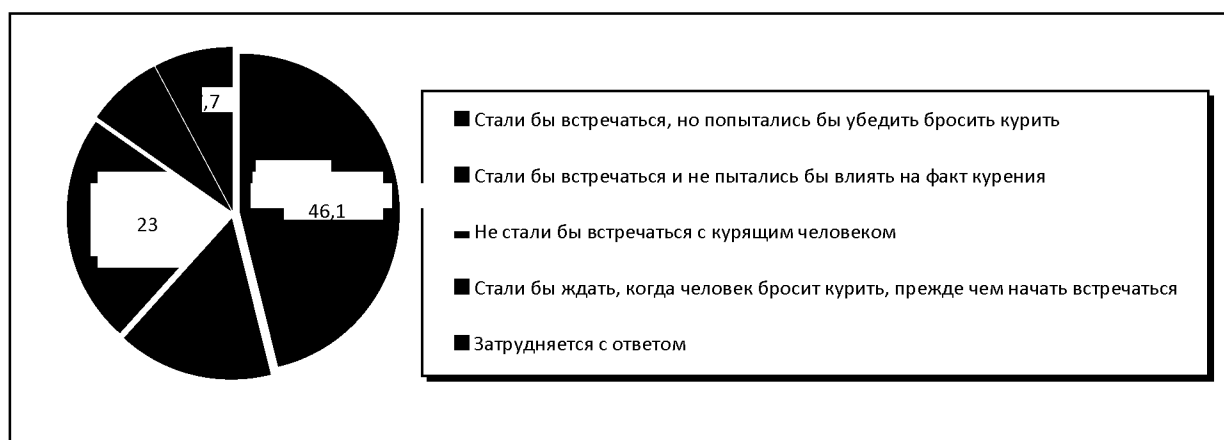 ,7
46,1
23
Стали бы встречаться, но попытались бы убедить бросить курить
Стали бы встречаться и не пытались бы влиять на факт курения
Не стали бы встречаться с курящим человеком
Стали бы ждать, когда человек бросит курить, прежде чем начать встречаться
Затрудняется с ответом